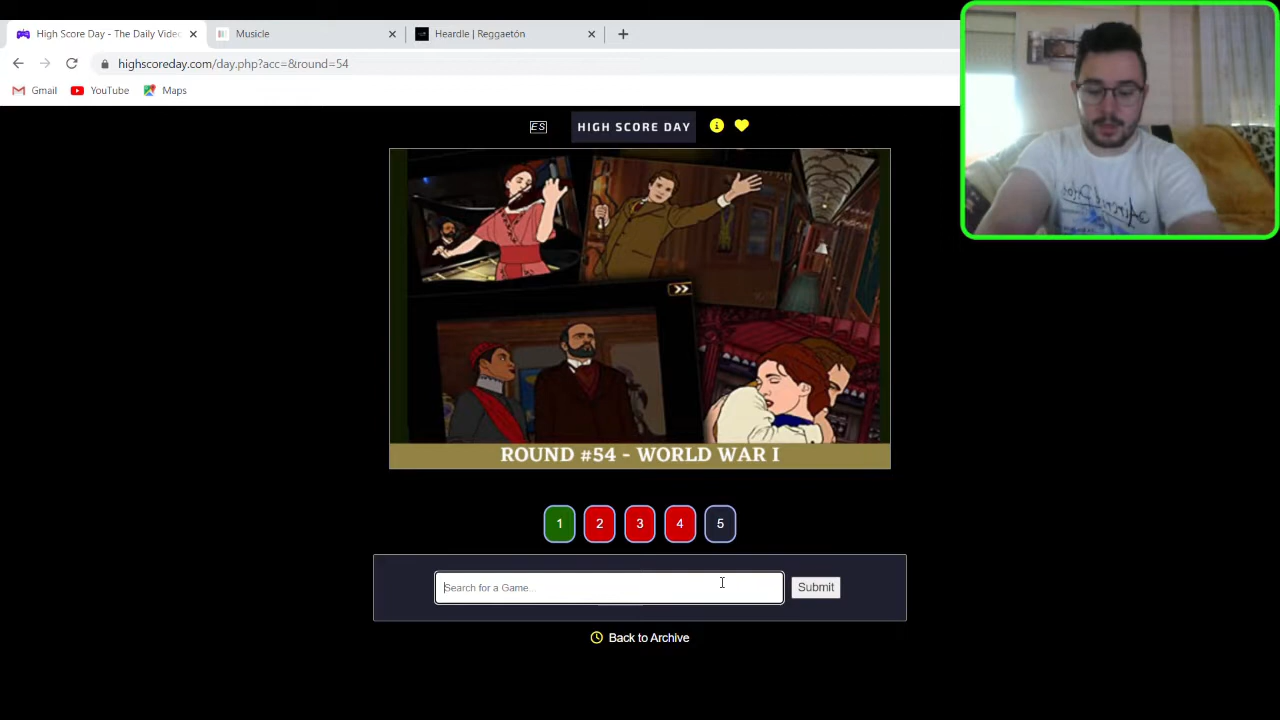 High Score Day - The Daily Video
Musicle
Heardle | Reggaetón
highscoreday.com/day.php?acc=&round=54
Gmail
YouTube
Maps
ES
HIGH SCORE DAY
>>
ROUND #54 - WORLD WAR I
1 2 3 4 5
Search for a Game...
Submit
Back to Archive